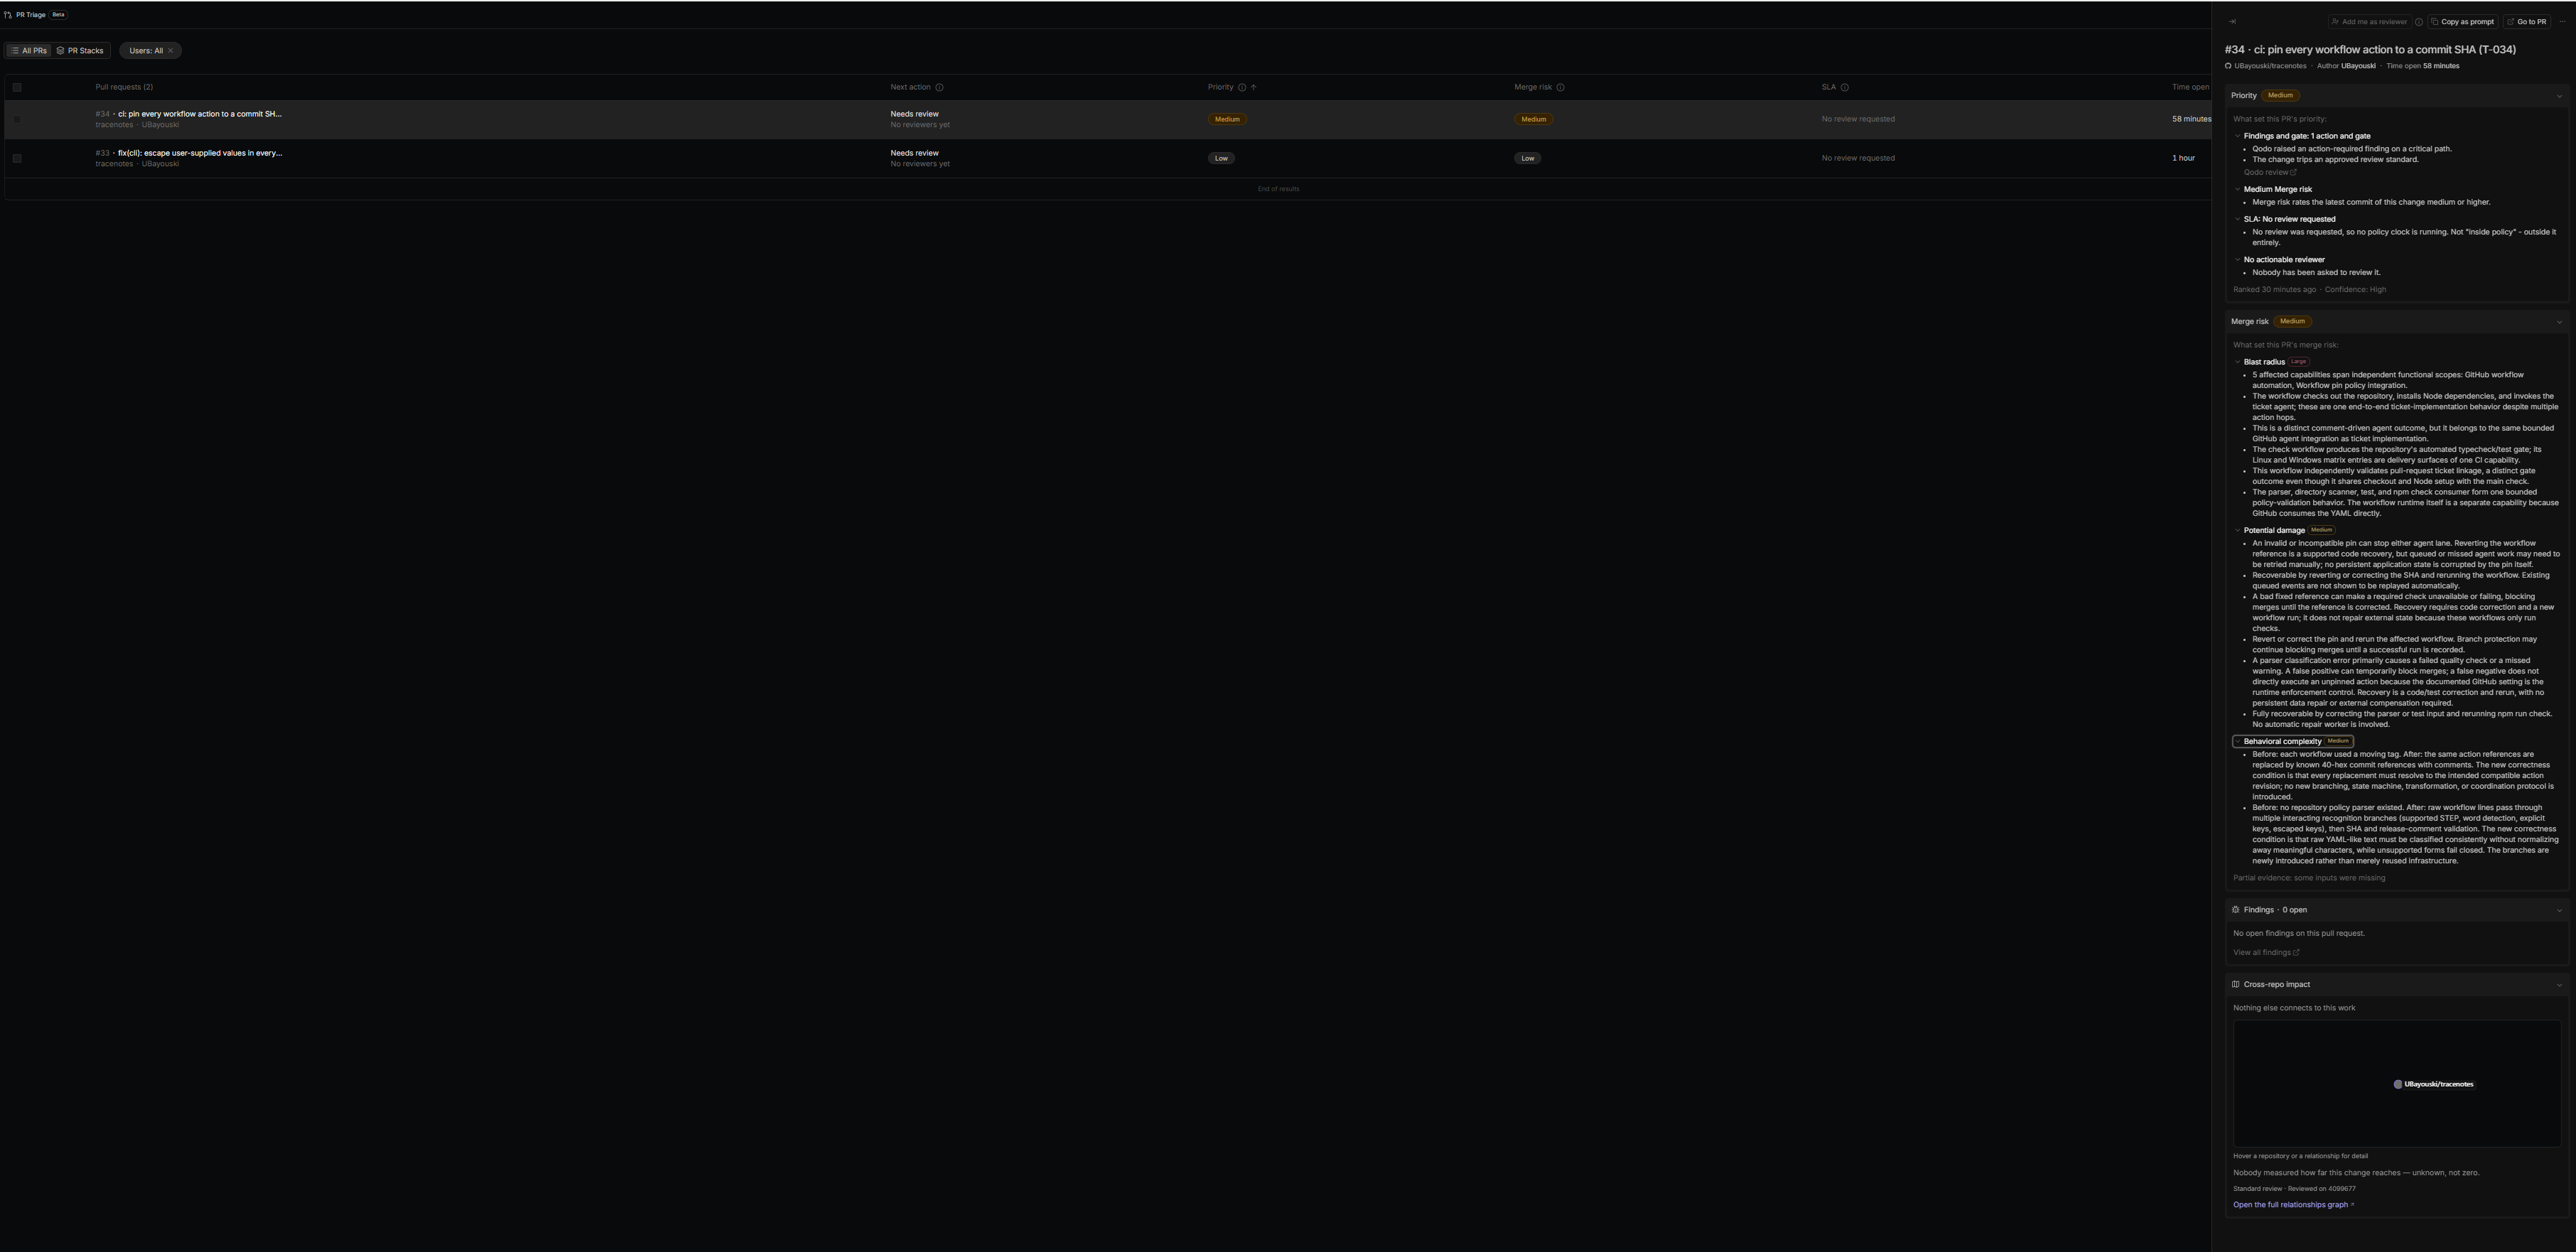 PR Triage Beta
All PRs PR Stacks Users: All ×
Pull requests (2) Next action Priority Merge risk SLA Time open
#34 · ci: pin every workflow action to a commit SH... Needs review Medium Medium No review requested 58 minutes
tracenotes · UBayouski No reviewers yet
#33 · fix(cli): escape user-supplied values in every... Needs review Low Low No review requested 1 hour
tracenotes · UBayouski No reviewers yet
End of results
Add me as reviewer Copy as prompt Go to PR
#34 · ci: pin every workflow action to a commit SHA (T-034)
UBayouski/tracenotes · Author UBayouski · Time open 58 minutes
Priority Medium
What set this PR's priority:
Findings and gate: 1 action and gate
• Qodo raised an action-required finding on a critical path.
• The change trips an approved review standard.
Qodo review
Medium Merge risk
• Merge risk rates the latest commit of this change medium or higher.
SLA: No review requested
• No review was requested, so no policy clock is running. Not "inside policy" - outside it
entirely.
No actionable reviewer
• Nobody has been asked to review it.
Ranked 30 minutes ago · Confidence: High
Merge risk Medium
What set this PR's merge risk:
Blast radius Large
• 5 affected capabilities span independent functional scopes: GitHub workflow
automation, Workflow pin policy integration.
• The workflow checks out the repository, installs Node dependencies, and invokes the
ticket agent; these are one end-to-end ticket-implementation behavior despite multiple
action hops.
• This is a distinct comment-driven agent outcome, but it belongs to the same bounded
GitHub agent integration as ticket implementation.
• The check workflow produces the repository's automated typecheck/test gate; its
Linux and Windows matrix entries are delivery surfaces of one CI capability.
• This workflow independently validates pull-request ticket linkage, a distinct gate
outcome even though it shares checkout and Node setup with the main check.
• The parser, directory scanner, test, and npm check consumer form one bounded
policy-validation behavior. The workflow runtime itself is a separate capability because
GitHub consumes the YAML directly.
Potential damage Medium
• An invalid or incompatible pin can stop either agent lane. Reverting the workflow
reference is a supported code recovery, but queued or missed agent work may need to
be retried manually; no persistent application state is corrupted by the pin itself.
• Recoverable by reverting or correcting the SHA and rerunning the workflow. Existing
queued events are not shown to be replayed automatically.
• A bad fixed reference can make a required check unavailable or failing, blocking
merges until the reference is corrected. Recovery requires code correction and a new
workflow run; it does not repair external state because these workflows only run
checks.
• Revert or correct the pin and rerun the affected workflow. Branch protection may
continue blocking merges until a successful run is recorded.
• A parser classification error primarily causes a failed quality check or a missed
warning. A false positive can temporarily block merges; a false negative does not
directly execute an unpinned action because the documented GitHub setting is the
runtime enforcement control. Recovery is a code/test correction and rerun, with no
persistent data repair or external compensation required.
• Fully recoverable by correcting the parser or test input and rerunning npm run check.
No automatic repair worker is involved.
Behavioral complexity Medium
• Before: each workflow used a moving tag. After: the same action references are
replaced by known 40-hex commit references with comments. The new correctness
condition is that every replacement must resolve to the intended compatible action
revision; no new branching, state machine, transformation, or coordination protocol is
introduced.
• Before: no repository policy parser existed. After: raw workflow lines pass through
multiple interacting recognition branches (supported STEP, word detection, explicit
keys, escaped keys), then SHA and release-comment validation. The new correctness
condition is that raw YAML-like text must be classified consistently without normalizing
away meaningful characters, while unsupported forms fail closed. The branches are
newly introduced rather than merely reused infrastructure.
Partial evidence: some inputs were missing
Findings · 0 open
No open findings on this pull request.
View all findings
Cross-repo impact
Nothing else connects to this work
UBayouski/tracenotes
Hover a repository or a relationship for detail
Nobody measured how far this change reaches — unknown, not zero.
Standard review · Reviewed on 4099677
Open the full relationships graph